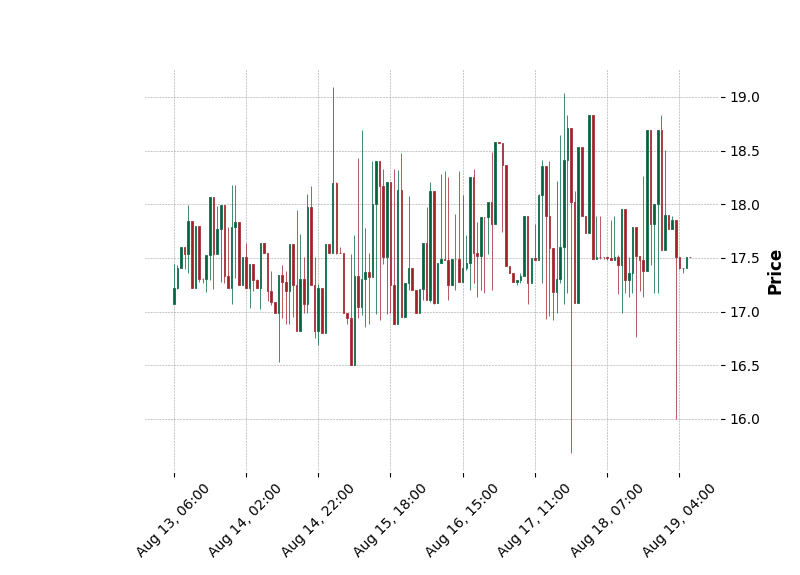 19.0
18.5
18.0
17.5
17.0
16.5
16.0
Price
Aug 13, 06:00
Aug 14, 02:00
Aug 14, 22:00
Aug 15, 18:00
Aug 16, 15:00
Aug 17, 11:00
Aug 18, 07:00
Aug 19, 04:00